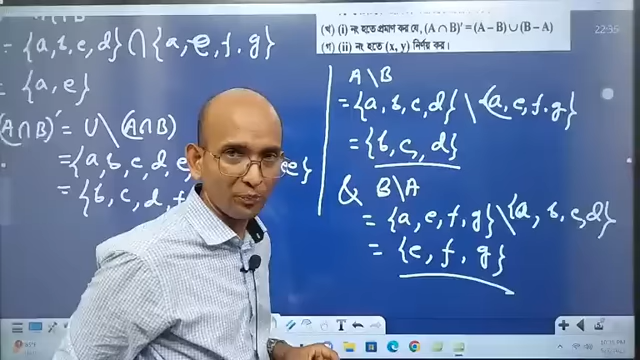 (খ) (i) নং হতে প্রমাণ কর যে, (A ∩ B)' = (A – B) ∪ (B – A)
(গ) (ii) নং হতে (x, y) নির্ণয় কর।
22:35
= {a, b, c, d} ∩ {a, e, f, g}
= {a, e}
(A∩B)' = U \ (A∩B)
= {a, b, c, d, e
= {b, c, d, f
A\B
= {a, b, c, d} \ {a, e, f, g}
= {b, c, d}
& B\A
= {a, e, f, g} \ {a, b, c, d}
= {e, f, g}